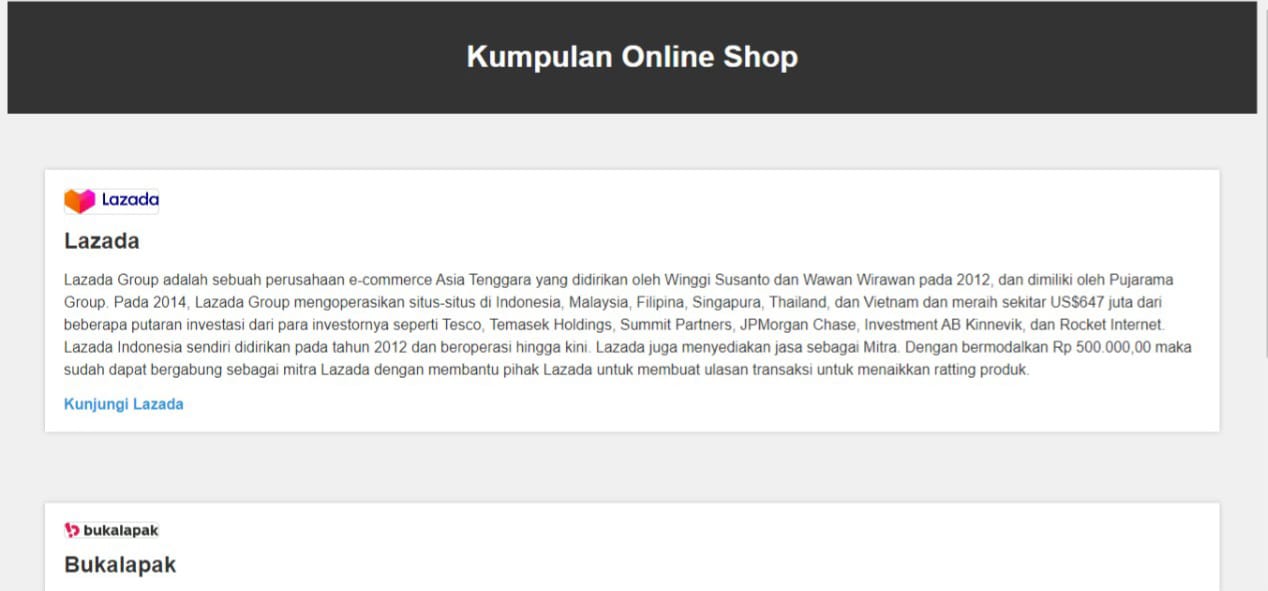 Kumpulan Online Shop
Lazada
Lazada
Lazada Group adalah sebuah perusahaan e-commerce Asia Tenggara yang didirikan oleh Winggi Susanto dan Wawan Wirawan pada 2012, dan dimiliki oleh Pujarama
Group. Pada 2014, Lazada Group mengoperasikan situs-situs di Indonesia, Malaysia, Filipina, Singapura, Thailand, dan Vietnam dan meraih sekitar US$647 juta dari
beberapa putaran investasi dari para investornya seperti Tesco, Temasek Holdings, Summit Partners, JPMorgan Chase, Investment AB Kinnevik, dan Rocket Internet.
Lazada Indonesia sendiri didirikan pada tahun 2012 dan beroperasi hingga kini. Lazada juga menyediakan jasa sebagai Mitra. Dengan bermodalkan Rp 500.000,00 maka
sudah dapat bergabung sebagai mitra Lazada dengan membantu pihak Lazada untuk membuat ulasan transaksi untuk menaikkan ratting produk.
Kunjungi Lazada
bukalapak
Bukalapak